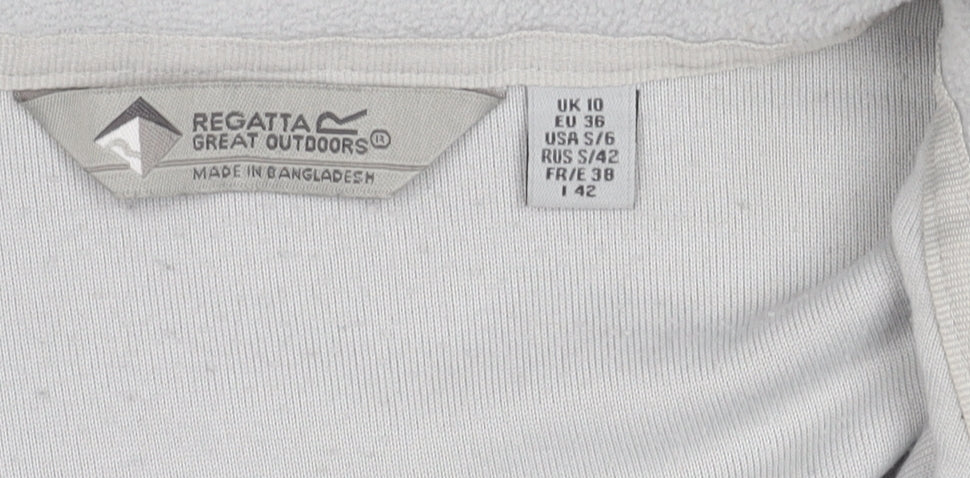 REGATTA
GREAT OUTDOORS
MADE IN BANGLADESH
UK 10
EU 36
USA S/6
RUS S/42
FR/E 38
I 42